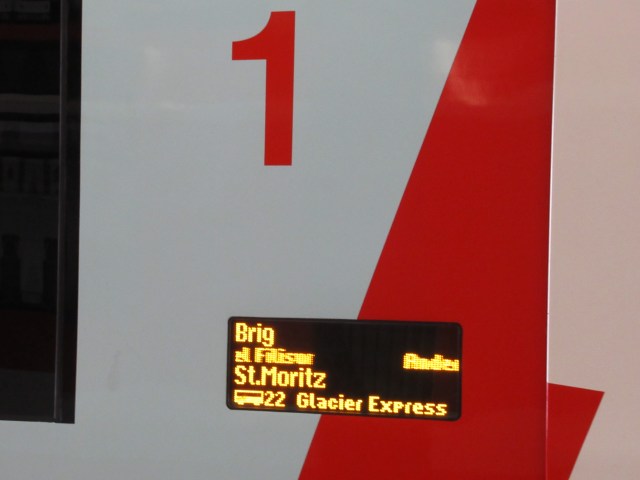 1
Brig
Filisur
St.Moritz
22 Glacier Express